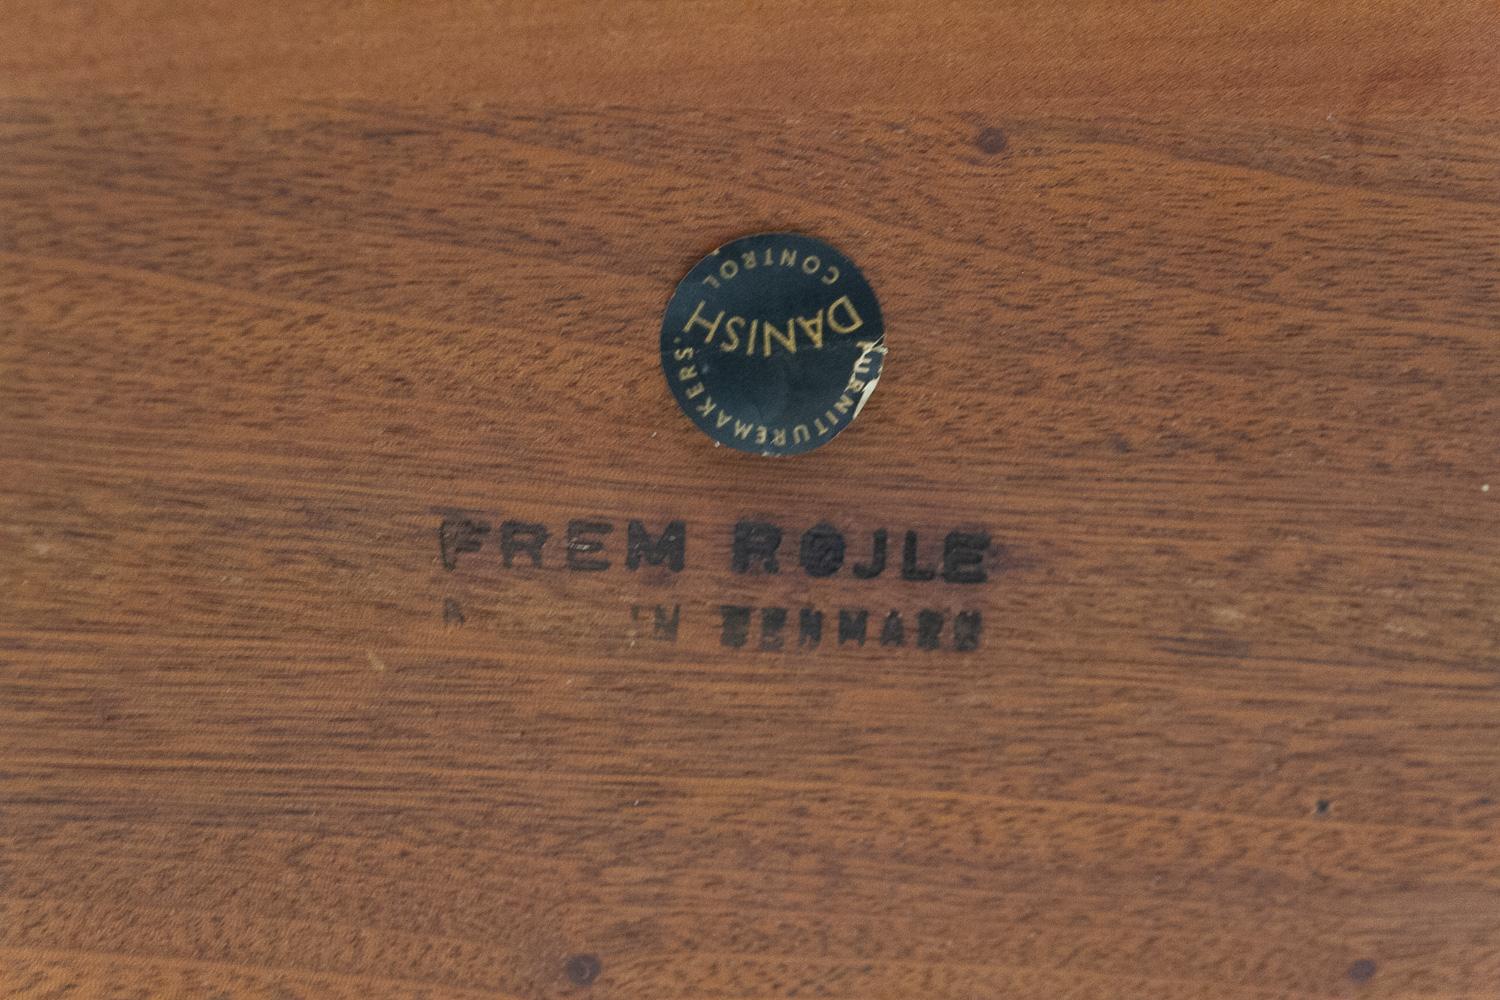 DANISH
FURNITUREMAKERS'
CONTROL
FREM RØJLE
IN DENMARK